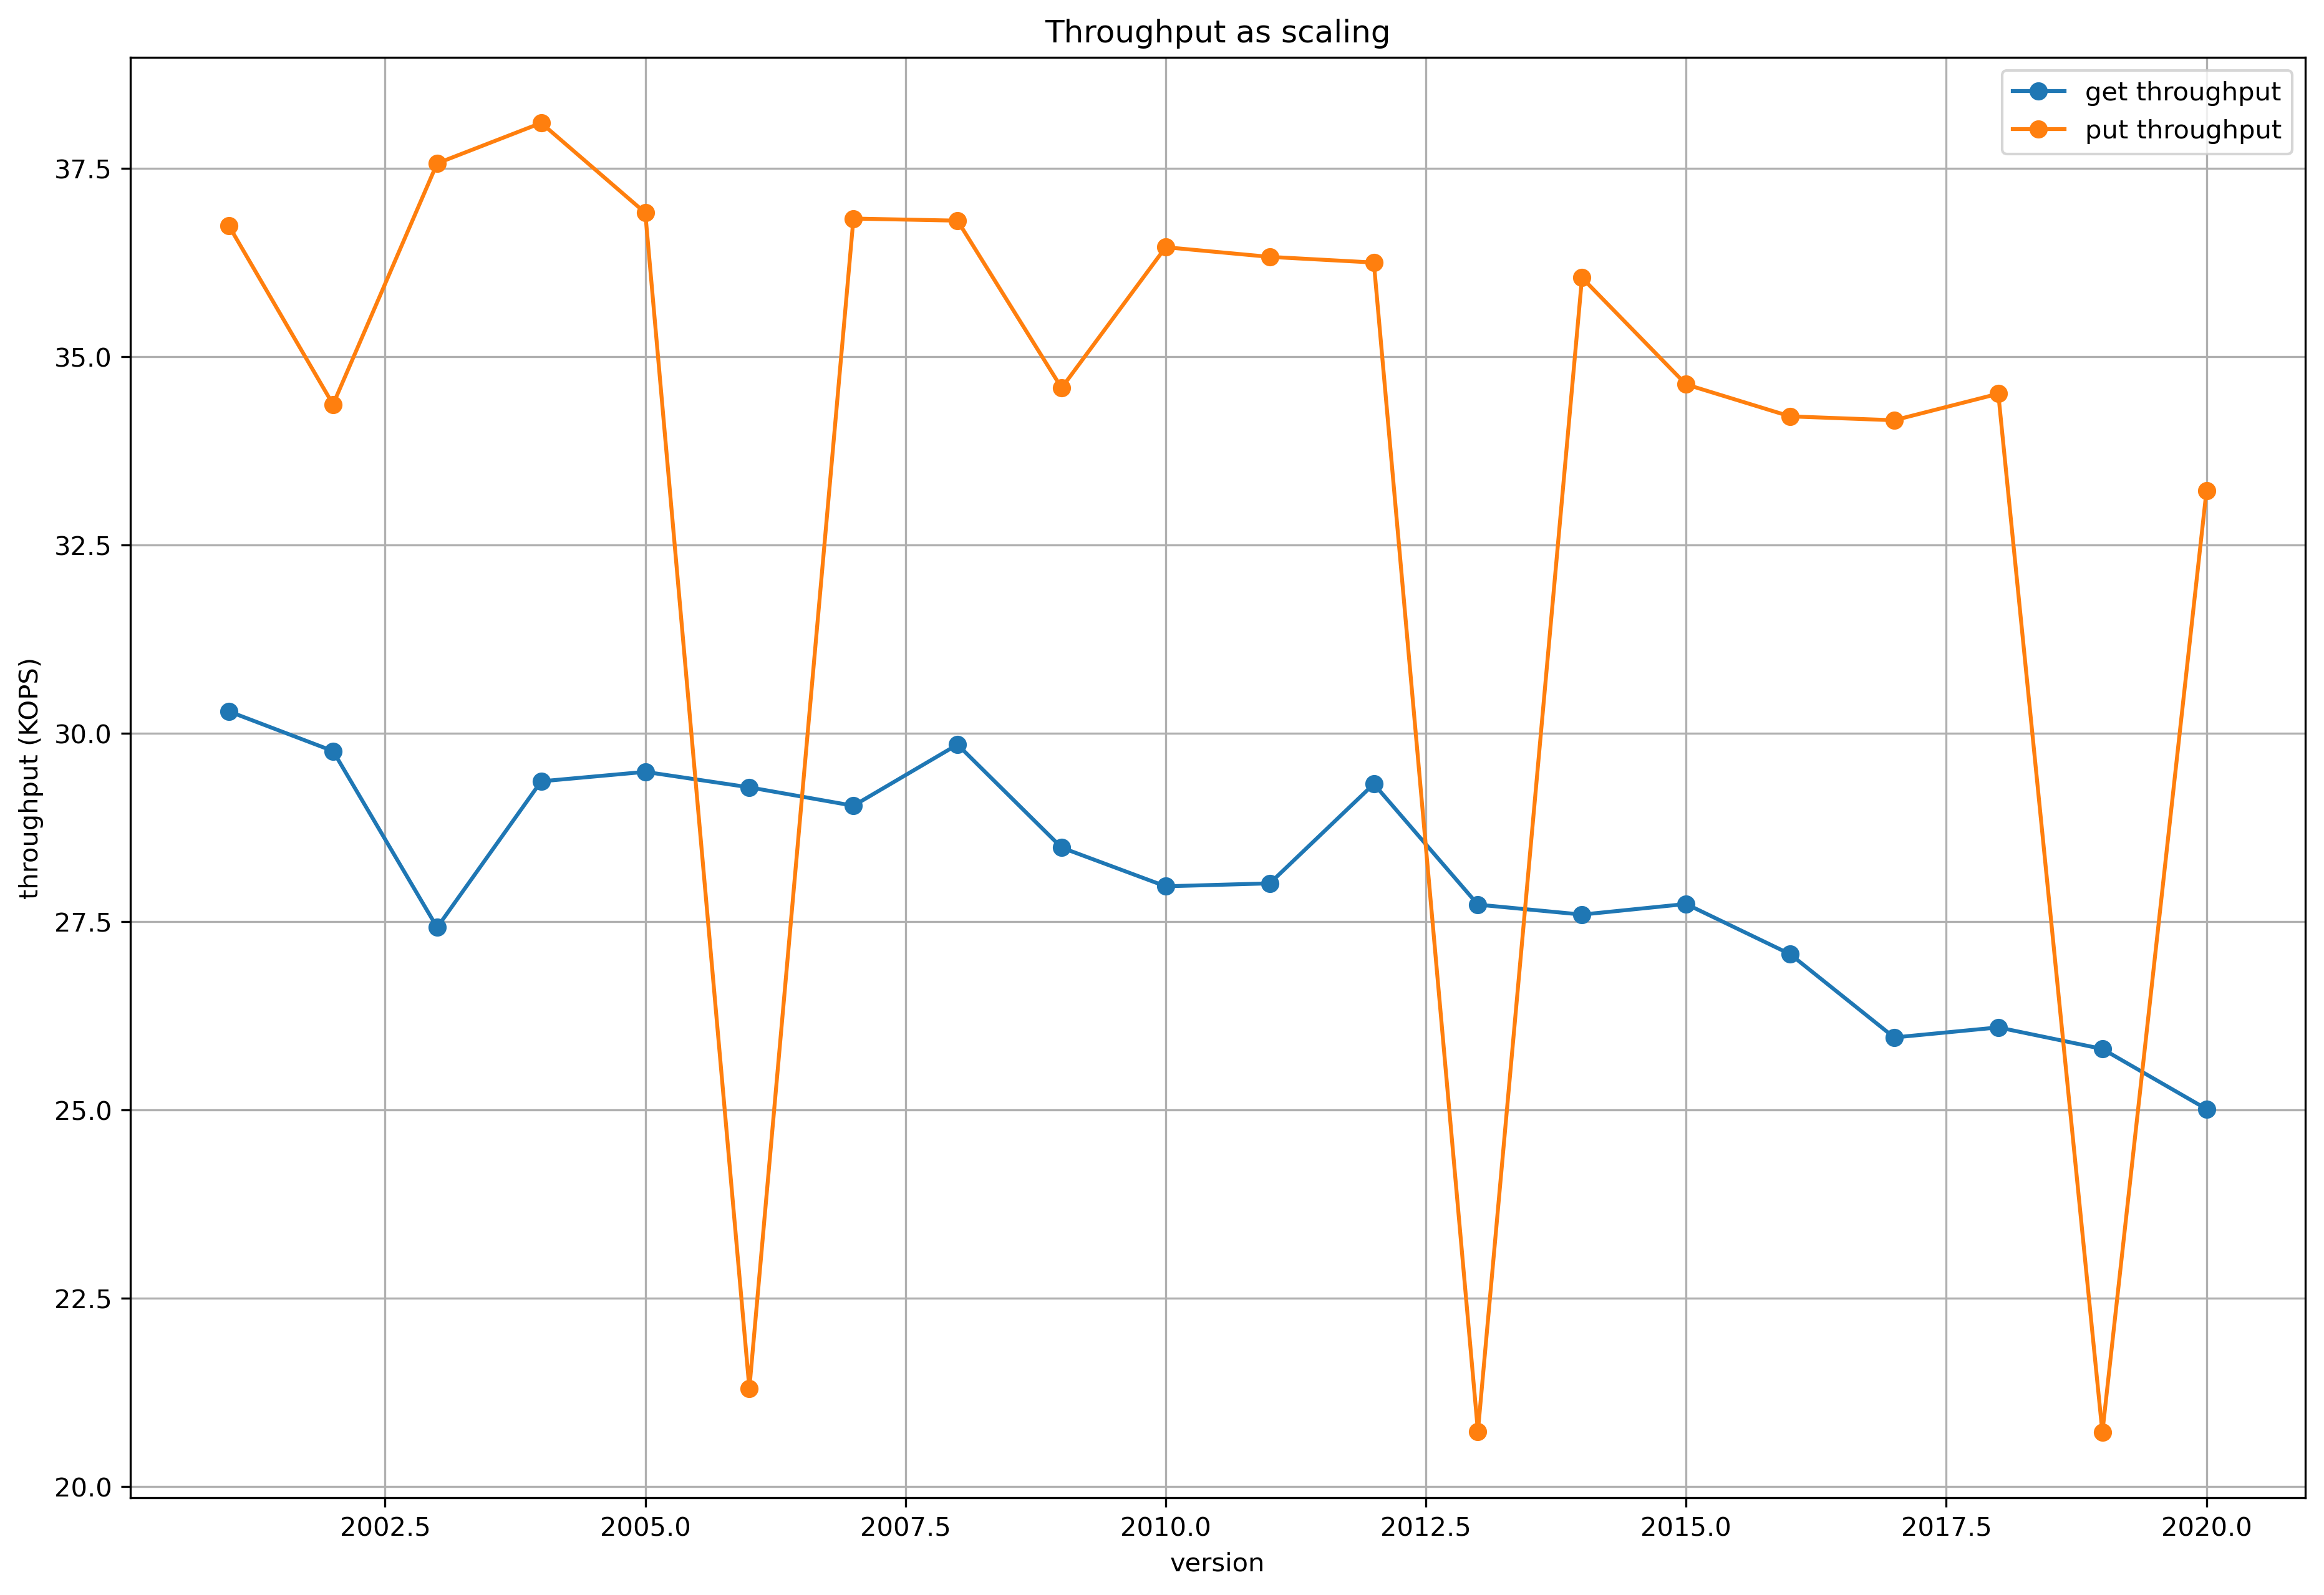 Throughput as scaling
get throughput
put throughput
throughput (KOPS)
37.5
35.0
32.5
30.0
27.5
25.0
22.5
20.0
2002.5 2005.0 2007.5 2010.0 2012.5 2015.0 2017.5 2020.0
version